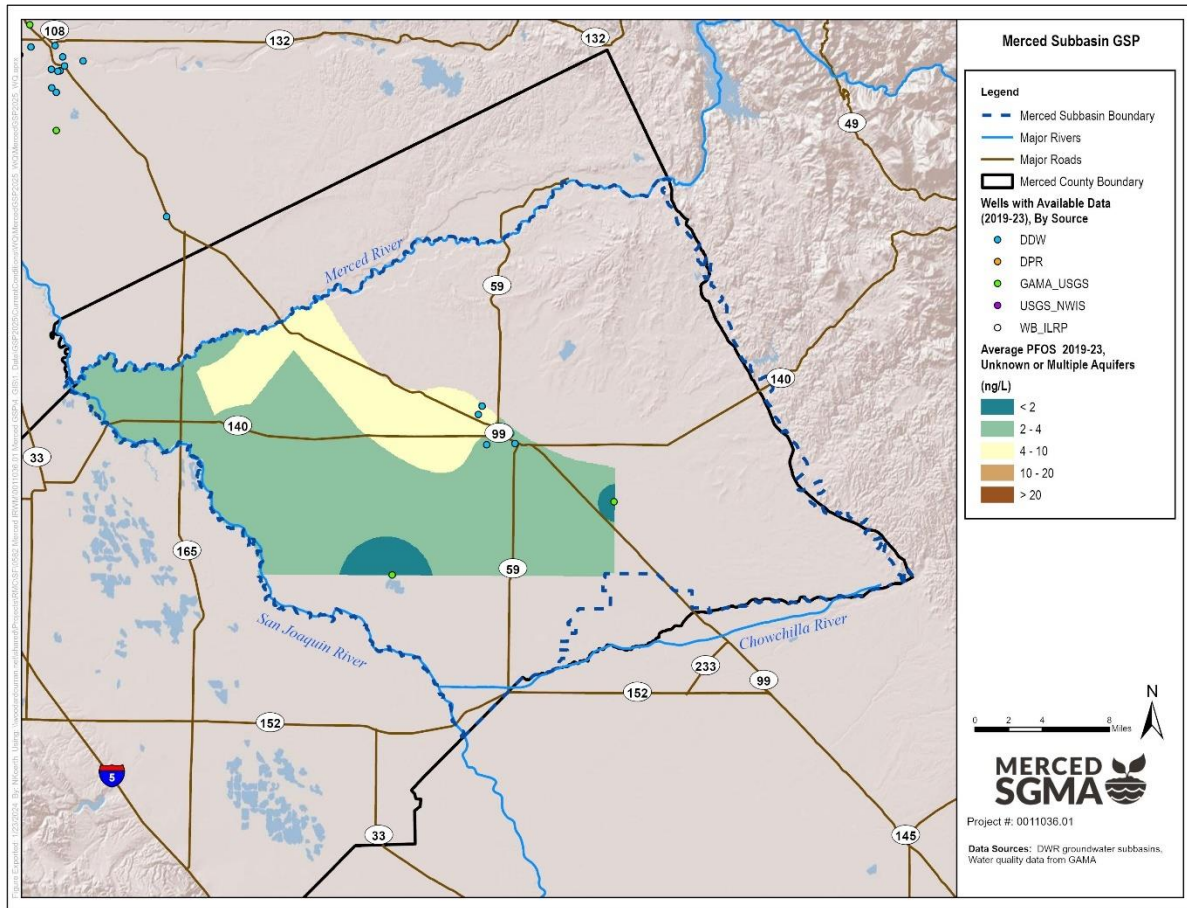 Merced Subbasin GSP
Legend
Merced Subbasin Boundary
Major Rivers
Major Roads
Merced County Boundary
Wells with Available Data
(2019-23), By Source
DDW
DPR
GAMA_USGS
USGS_NWIS
WB_ILRP
Average PFOS 2019-23,
Unknown or Multiple Aquifers
(ng/L)
< 2
2 - 4
4 - 10
10 - 20
> 20
108
132
132
49
Merced River
59
140
140
99
33
165
59
San Joaquin River
Chowchilla River
233
99
152
152
5
33
145
N
0 2 4 8
Miles
MERCED
SGMA
Project #: 0011036.01
Data Sources: DWR groundwater subbasins,
Water quality data from GAMA